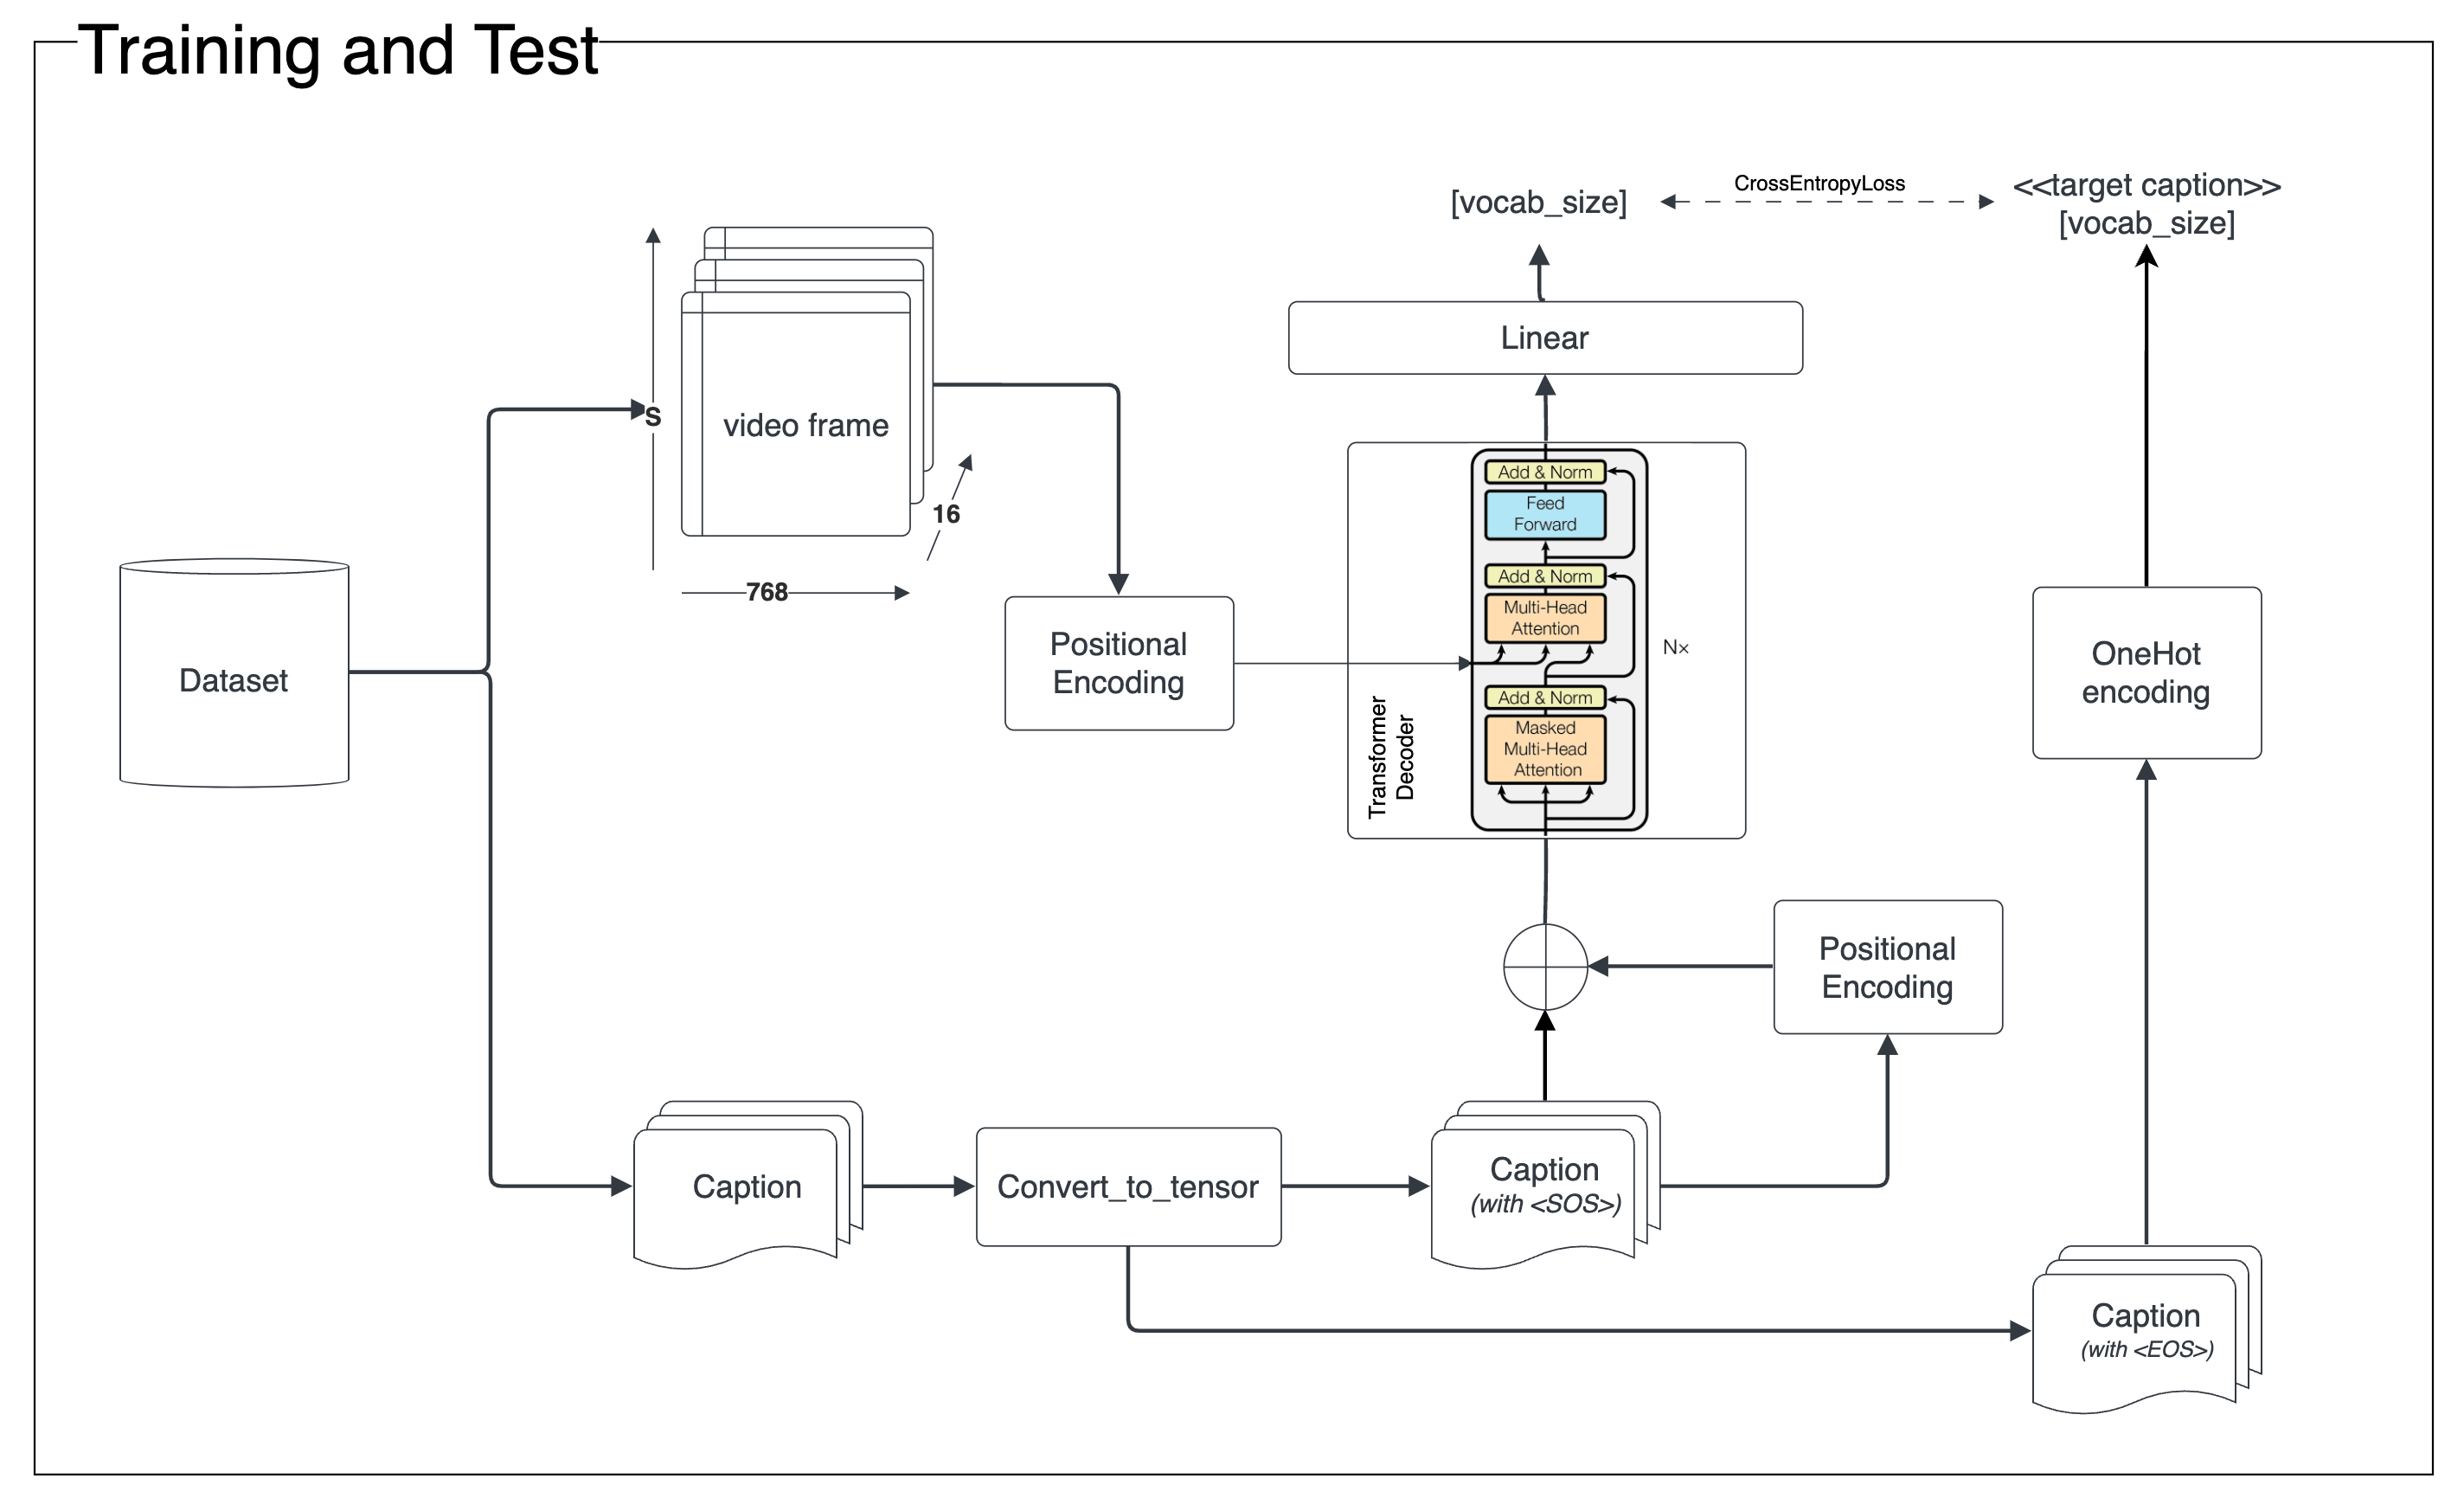 Training and Test
[vocab_size]
CrossEntropyLoss
<<target caption>>
[vocab_size]
S
video frame
16
768
Linear
Add & Norm
Feed
Forward
Add & Norm
Multi-Head
Attention
N×
Add & Norm
Masked
Multi-Head
Attention
Transformer
Decoder
Dataset
Positional
Encoding
OneHot
encoding
Positional
Encoding
Caption
Convert_to_tensor
Caption
(with <SOS>)
Caption
(with <EOS>)